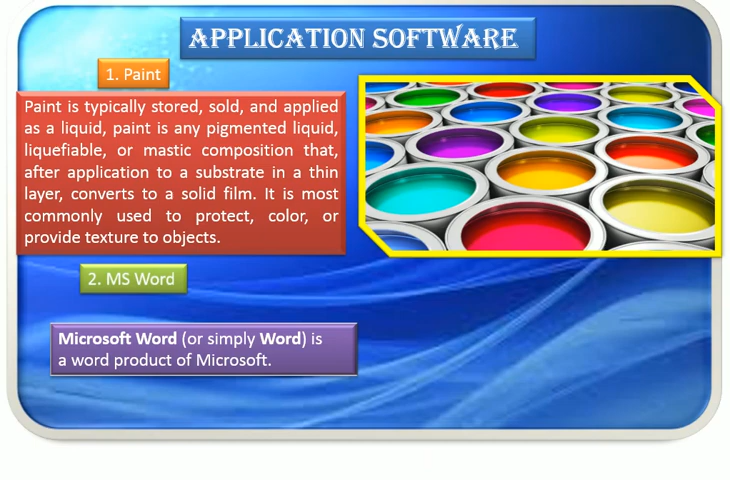 APPLICATION SOFTWARE
1. Paint
Paint is typically stored, sold, and applied
as a liquid, paint is any pigmented liquid,
liquefiable, or mastic composition that,
after application to a substrate in a thin
layer, converts to a solid film. It is most
commonly used to protect, color, or
provide texture to objects.
2. MS Word
Microsoft Word (or simply Word) is
a word product of Microsoft.